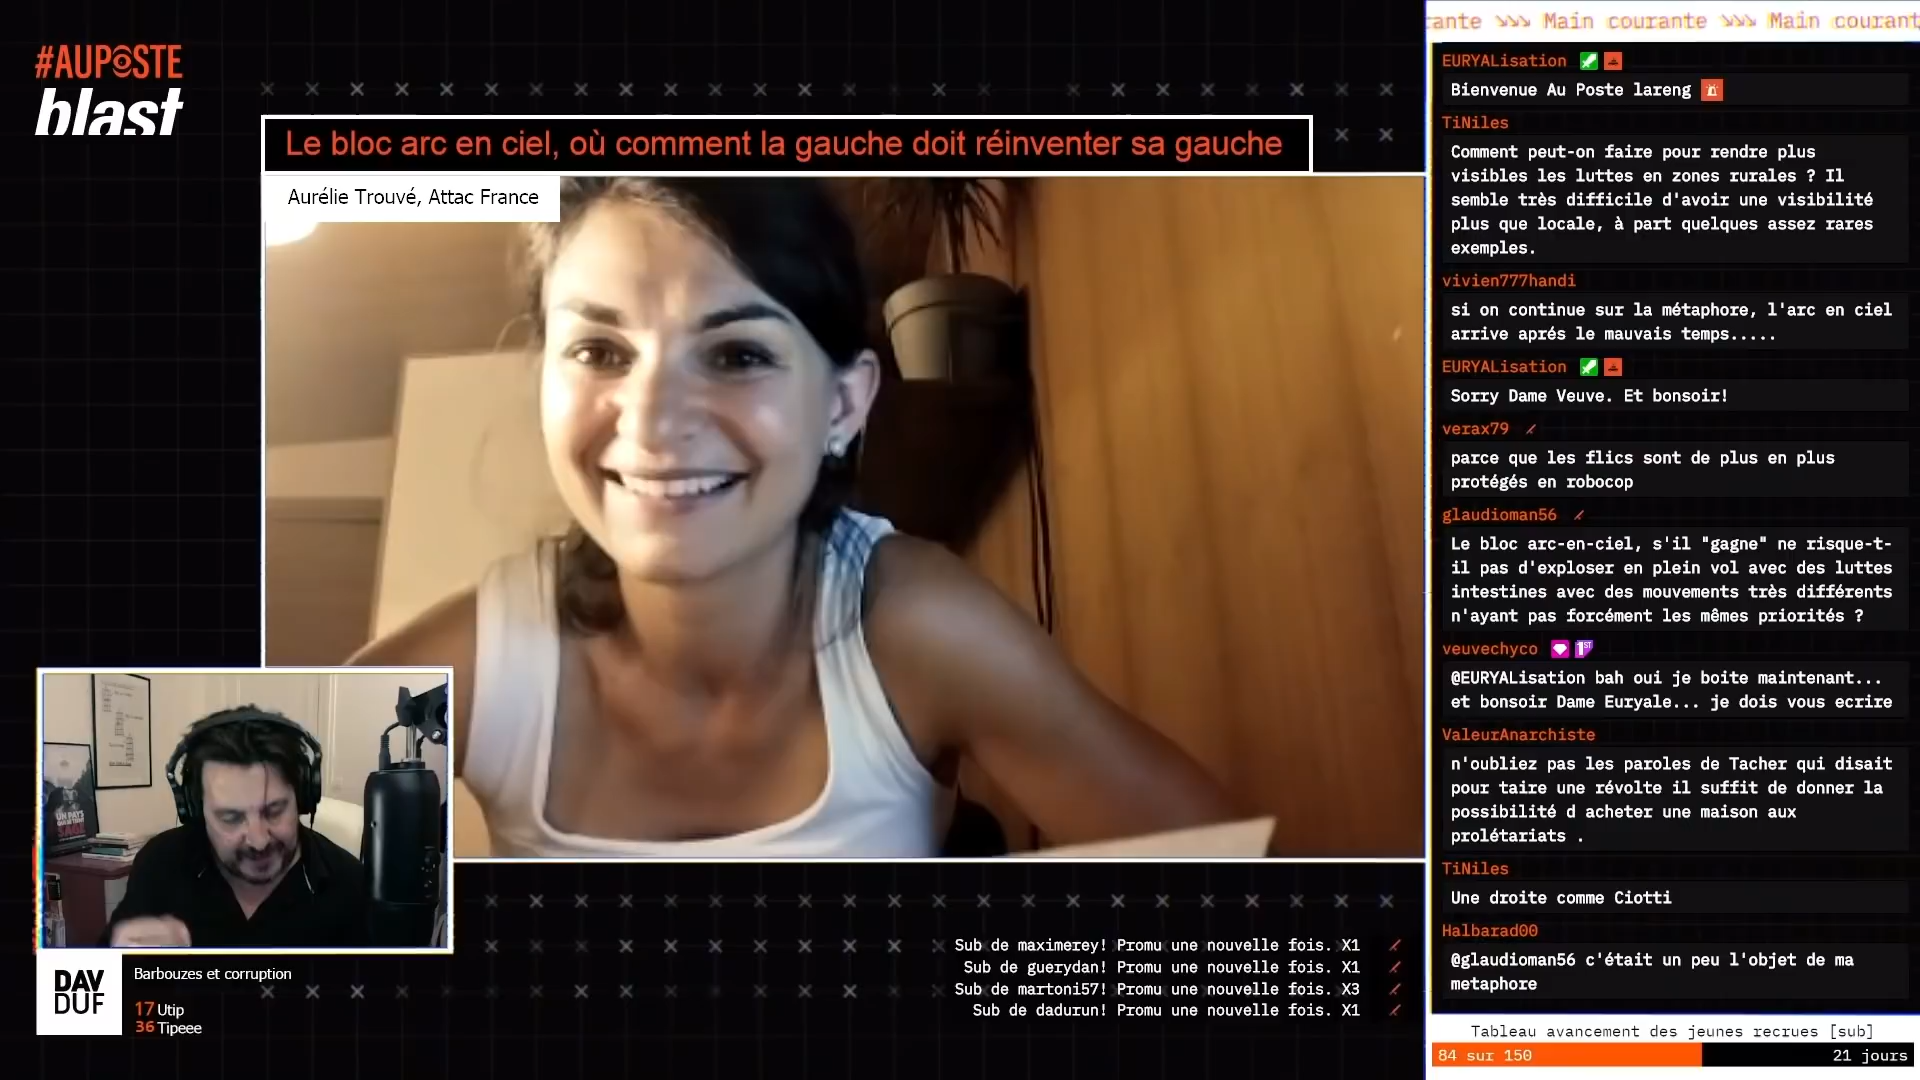 #AUPOSTE
blast
Le bloc arc en ciel, où comment la gauche doit réinventer sa gauche
Aurélie Trouvé, Attac France
UN PAYS
SAGE
DAV
DUF
Barbouzes et corruption
17 Utip
36 Tipeee
Sub de maximerey! Promu une nouvelle fois. X1
Sub de guerydan! Promu une nouvelle fois. X1
Sub de martoni57! Promu une nouvelle fois. X3
Sub de dadurun! Promu une nouvelle fois. X1
rante ↘↘↘ Main courante ↘↘↘ Main courant
EURYALisation
Bienvenue Au Poste lareng
TiNiles
Comment peut-on faire pour rendre plus
visibles les luttes en zones rurales ? Il
semble très difficile d'avoir une visibilité
plus que locale, à part quelques assez rares
exemples.
vivien777handi
si on continue sur la métaphore, l'arc en ciel
arrive aprés le mauvais temps.....
EURYALisation
Sorry Dame Veuve. Et bonsoir!
verax79
parce que les flics sont de plus en plus
protégés en robocop
glaudioman56
Le bloc arc-en-ciel, s'il "gagne" ne risque-t-
il pas d'exploser en plein vol avec des luttes
intestines avec des mouvements très différents
n'ayant pas forcément les mêmes priorités ?
veuvechyco 1ST
@EURYALisation bah oui je boite maintenant...
et bonsoir Dame Euryale... je dois vous ecrire
ValeurAnarchiste
n'oubliez pas les paroles de Tacher qui disait
pour taire une révolte il suffit de donner la
possibilité d acheter une maison aux
prolétariats .
TiNiles
Une droite comme Ciotti
Halbarad00
@glaudioman56 c'était un peu l'objet de ma
metaphore
Tableau avancement des jeunes recrues [sub]
84 sur 150 21 jours